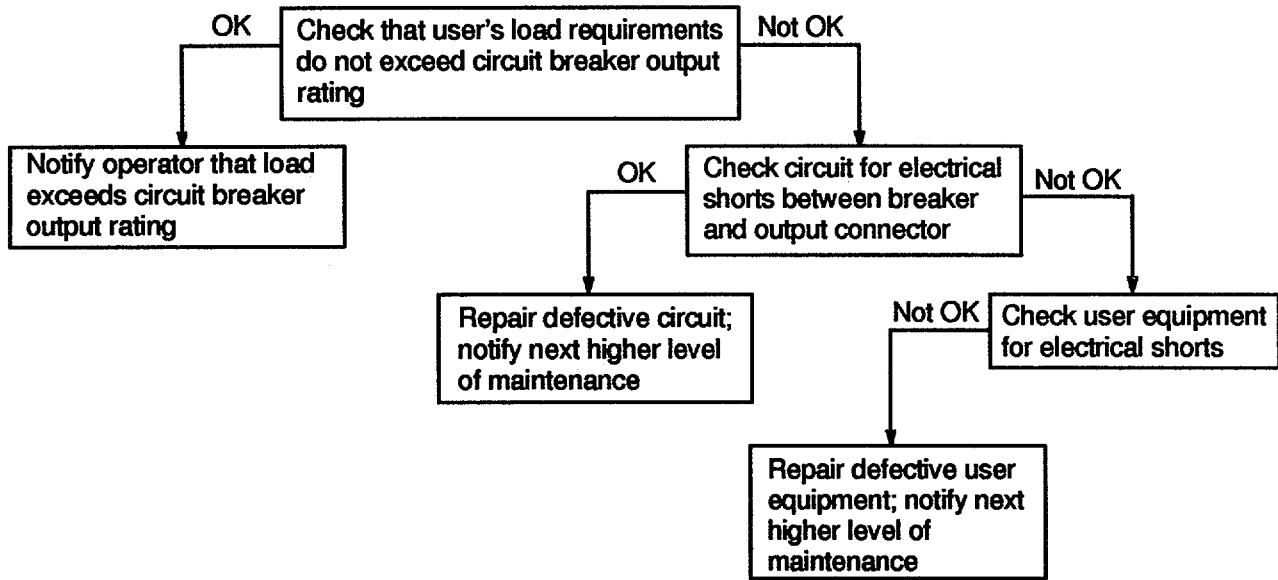 OK
Check that user's load requirements
do not exceed circuit breaker output
rating
Not OK
Notify operator that load
exceeds circuit breaker
output rating
OK
Check circuit for electrical
shorts between breaker
and output connector
Not OK
Repair defective circuit;
notify next higher level
of maintenance
Not OK
Check user equipment
for electrical shorts
Repair defective user
equipment; notify next
higher level of
maintenance